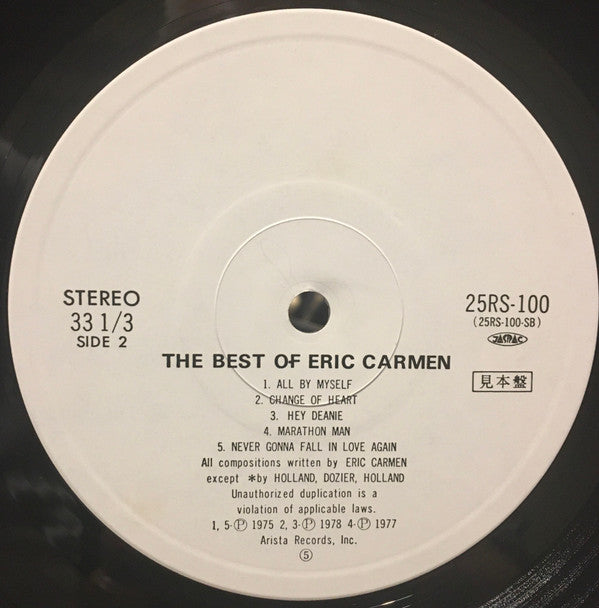 STEREO
33 1/3
SIDE 2
25RS-100
(25RS-100-SB)
JASRAC
見本盤
THE BEST OF ERIC CARMEN
1. ALL BY MYSELF
2. CHANGE OF HEART
3. HEY DEANIE
4. MARATHON MAN
5. NEVER GONNA FALL IN LOVE AGAIN
All compositions written by ERIC CARMEN
except *by HOLLAND, DOZIER, HOLLAND
Unauthorized duplication is a
violation of applicable laws.
1, 5-Ⓟ 1975 2, 3-Ⓟ 1978 4-Ⓟ 1977
Arista Records, Inc.
⑤